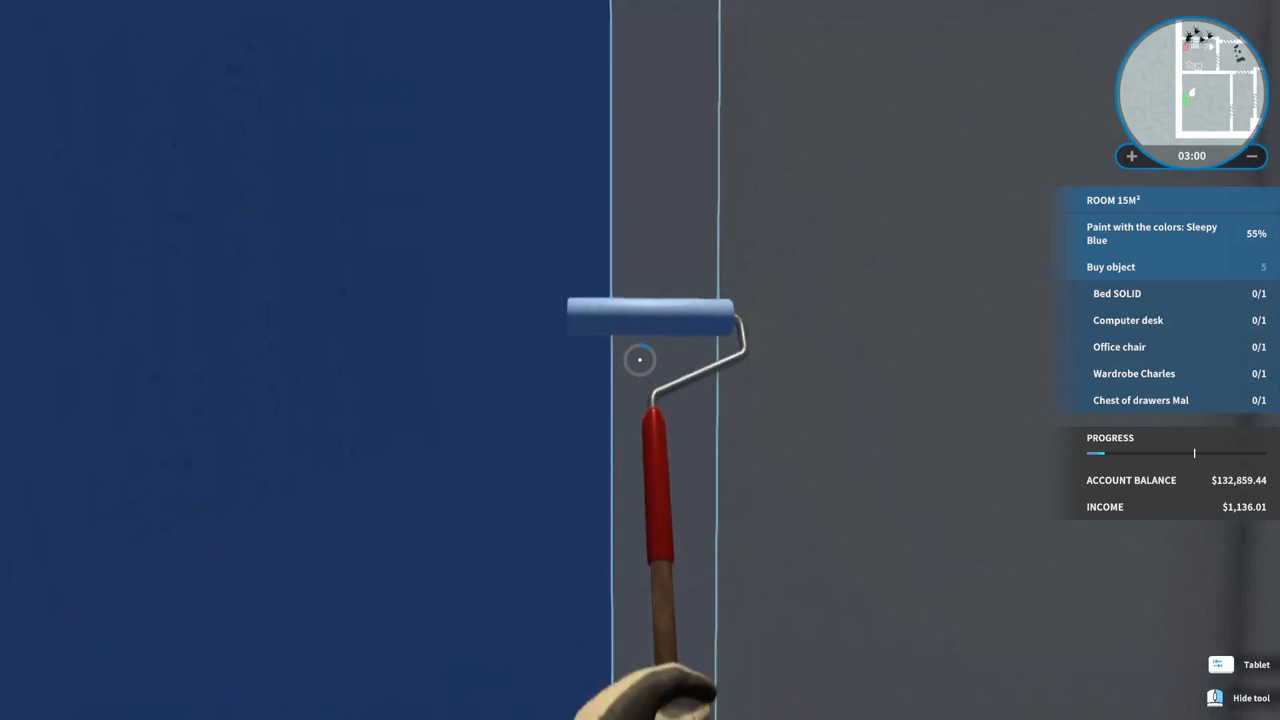 03:00
ROOM 15M²
Paint with the colors: Sleepy
Blue
55%
Buy object 5
Bed SOLID 0/1
Computer desk 0/1
Office chair 0/1
Wardrobe Charles 0/1
Chest of drawers Mal 0/1
PROGRESS
ACCOUNT BALANCE $132,859.44
INCOME $1,136.01
Tablet
Hide tool